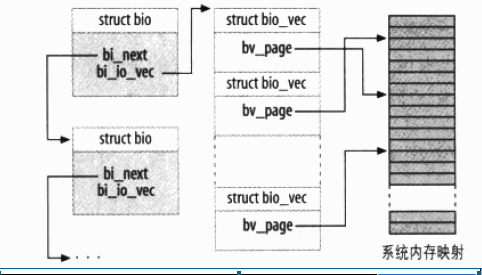 struct bio
bi_next
bi_io_vec
struct bio
bi_next
bi_io_vec
. . .
struct bio_vec
bv_page
struct bio_vec
bv_page
struct bio_vec
bv_page
系统内存映射